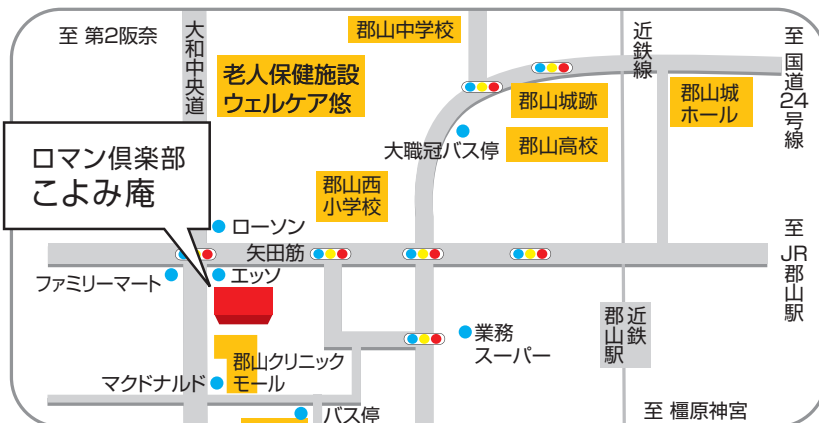 至 第2阪奈
大和中央道
郡山中学校
近鉄線
至 国道24号線
老人保健施設
ウェルケア悠
郡山城跡
郡山城
ホール
大職冠バス停
郡山高校
ロマン倶楽部
こよみ庵
郡山西
小学校
ローソン
矢田筋
至 JR郡山駅
ファミリーマート
エッソ
近鉄
郡山駅
業務
スーパー
郡山クリニック
モール
マクドナルド
バス停
至 橿原神宮